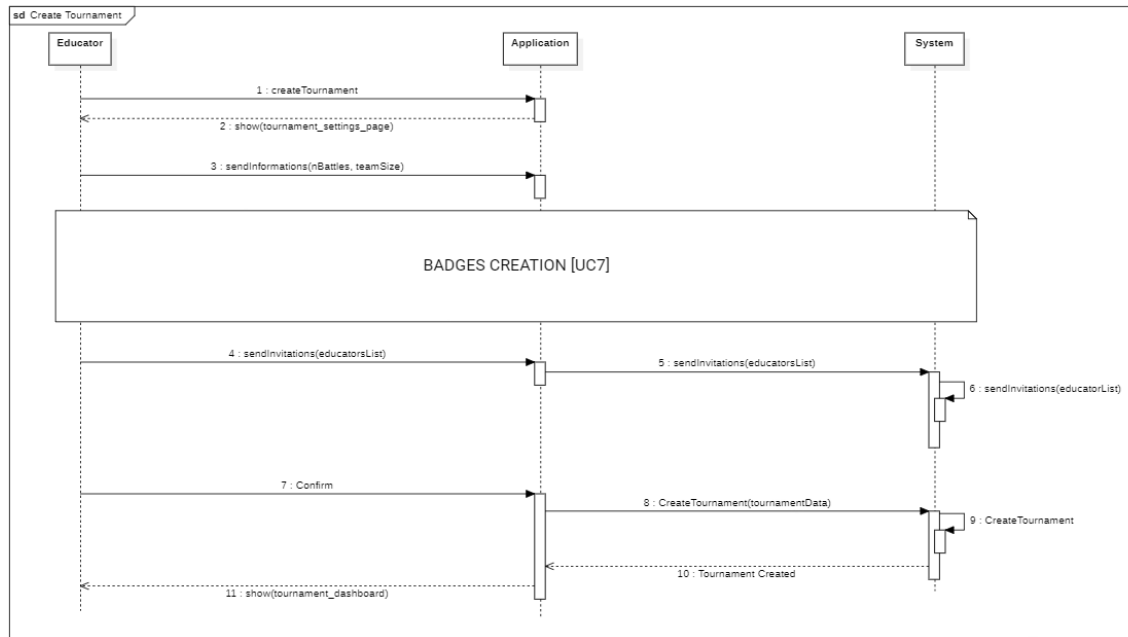 sd Create Tournament
Educator
Application
System
1 : createTournament
2 : show(tournament_settings_page)
3 : sendInformations(nBattles, teamSize)
BADGES CREATION [UC7]
4 : sendInvitations(educatorsList)
5 : sendInvitations(educatorsList)
6 : sendInvitations(educatorList)
7 : Confirm
8 : CreateTournament(tournamentData)
9 : CreateTournament
10 : Tournament Created
11 : show(tournament_dashboard)